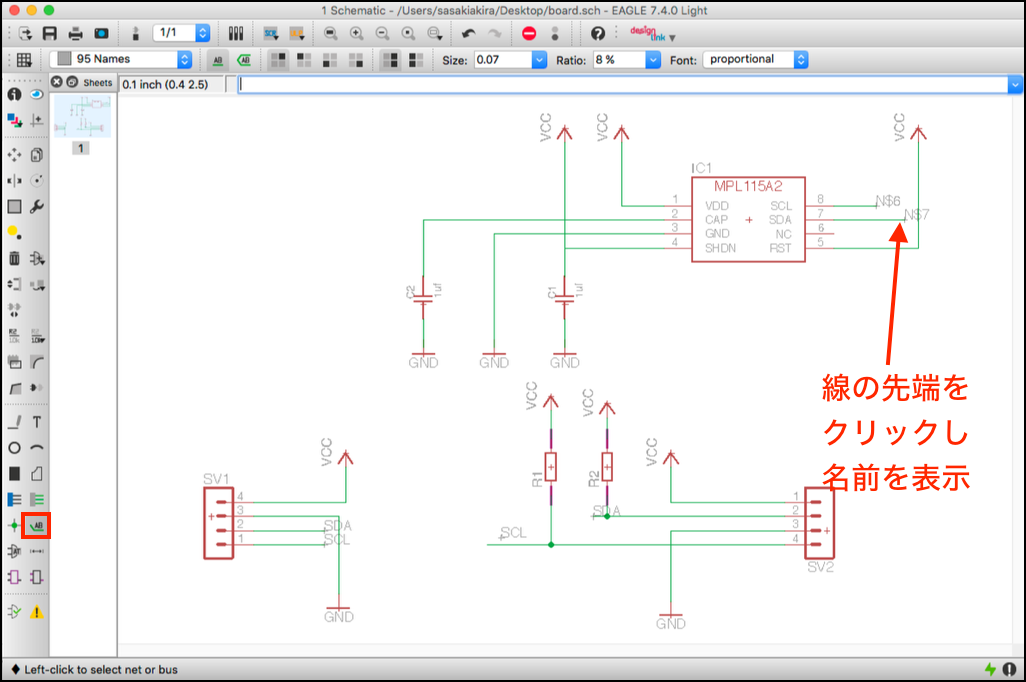 1 Schematic - /Users/sasakiakira/Desktop/board.sch - EAGLE 7.4.0 Light
1/1
SCR
ULP
design link
95 Names
Size: 0.07
Ratio: 8 %
Font: proportional
Sheets
0.1 inch (0.4 2.5)
1
VCC
VCC
VCC
IC1
MPL115A2
1 VDD SCL 8 N$6
2 CAP SDA 7 N$7
3 GND NC 6
4 SHDN RST 5
C2
1uf
C1
1uf
GND
GND
GND
線の先端を
クリックし
名前を表示
VCC
VCC
R1
R2
VCC
SV1
4
3
2 SDA
1 SCL
GND
VCC
SDA
SCL
1
2
3
4
SV2
GND
Left-click to select net or bus